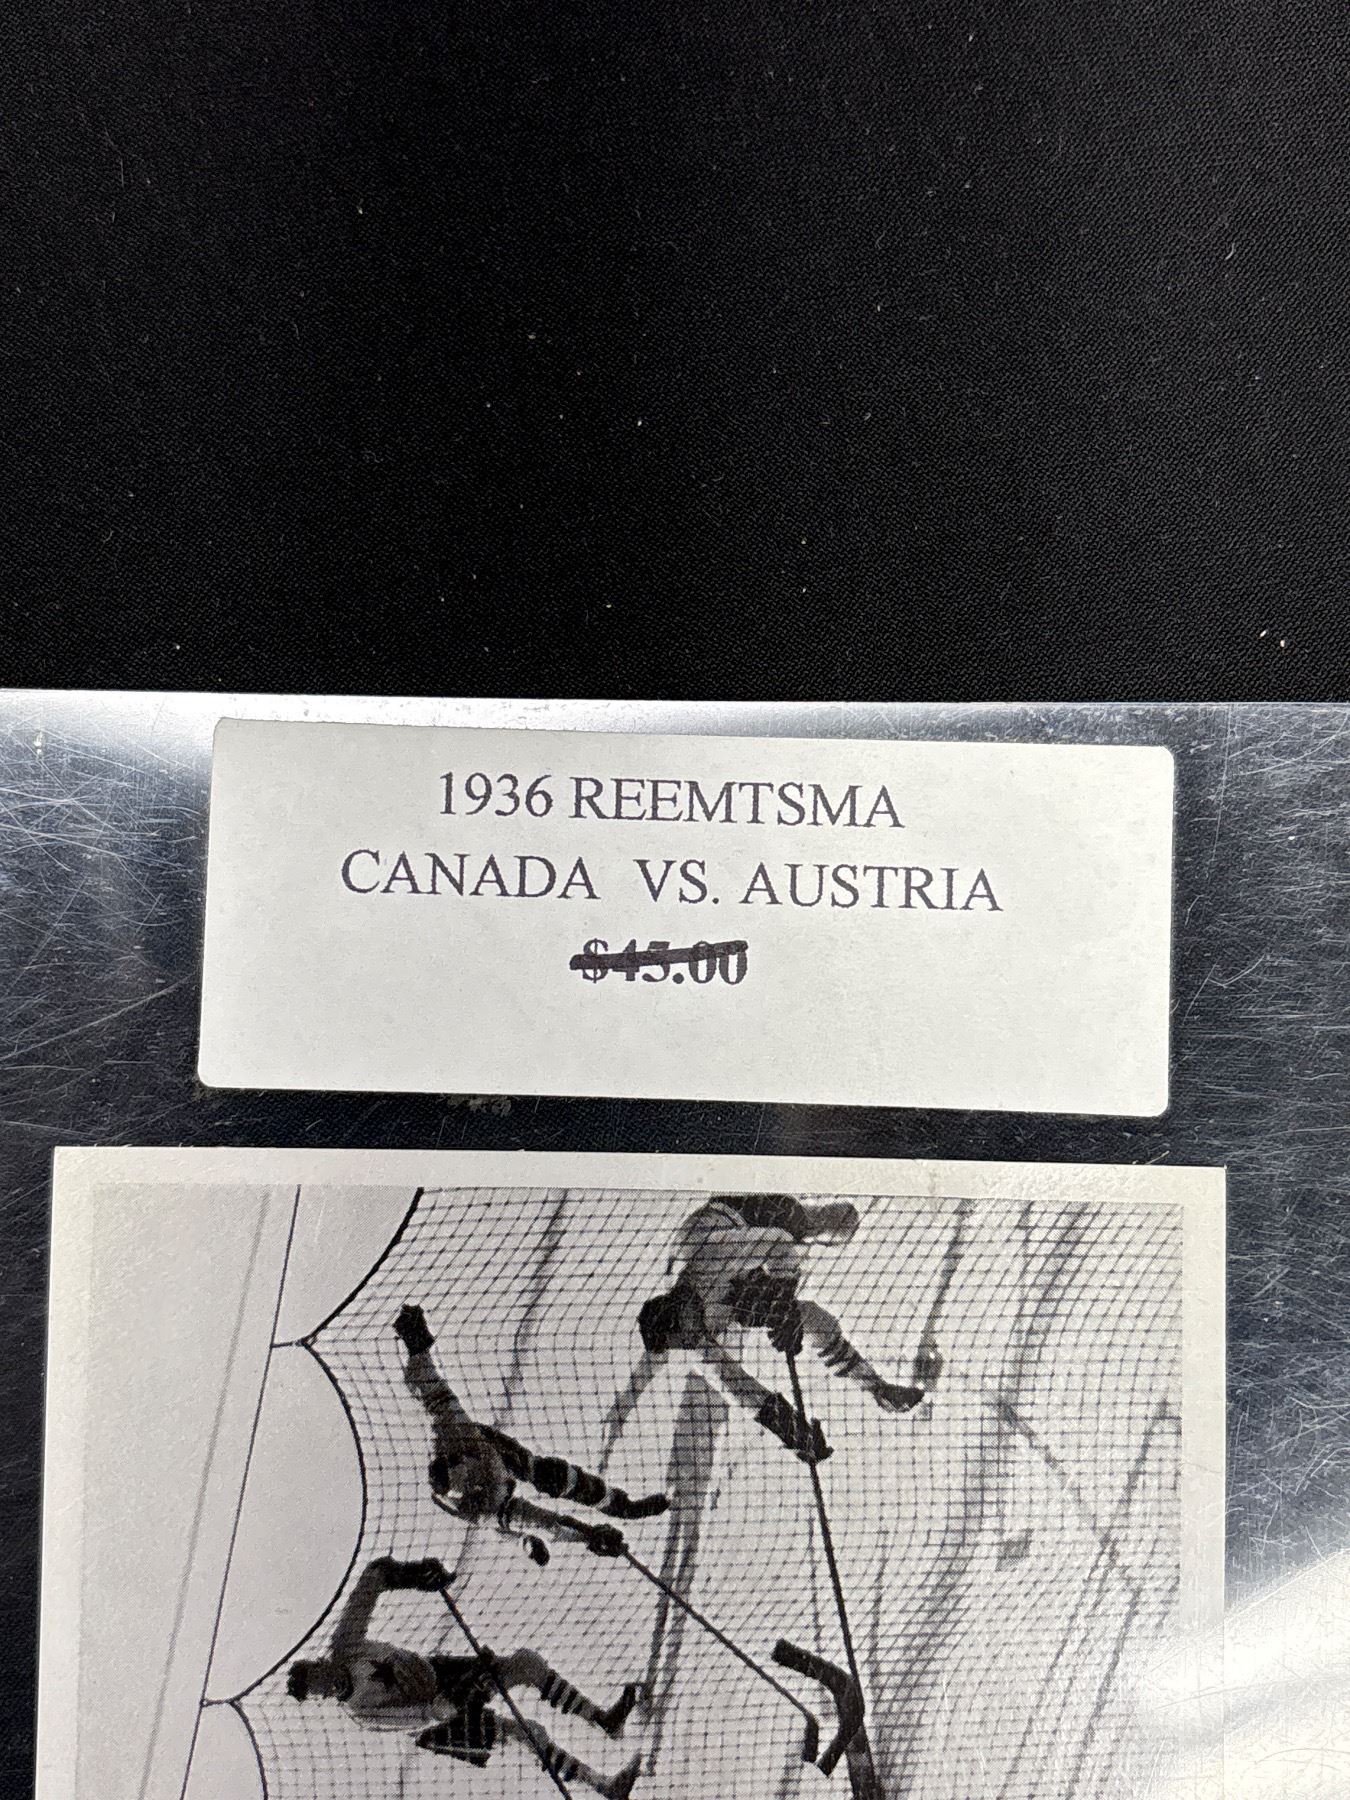 1936 REEMTSMA
CANADA VS. AUSTRIA
$45.00